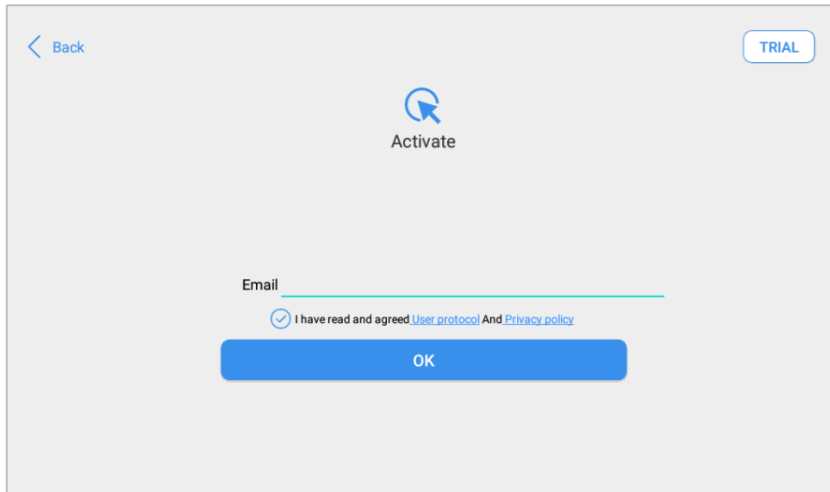 Back
TRIAL
Activate
Email
I have read and agreed User protocol And Privacy policy
OK